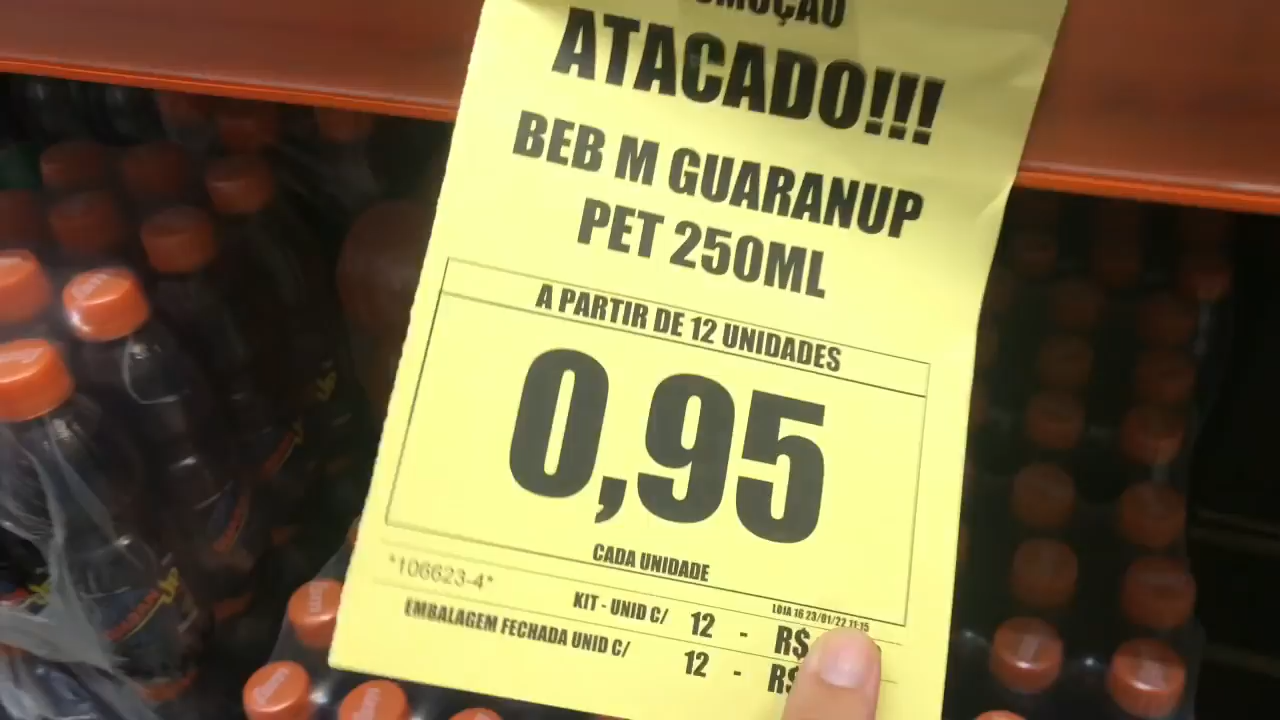 ATACADO!!!
BEB M GUARANUP
PET 250ML
A PARTIR DE 12 UNIDADES
0,95
CADA UNIDADE
*106623-4*
LOJA 16 23/01/22 11:15
KIT - UNID C/ 12 - R$
EMBALAGEM FECHADA UNID C/ 12 - R$